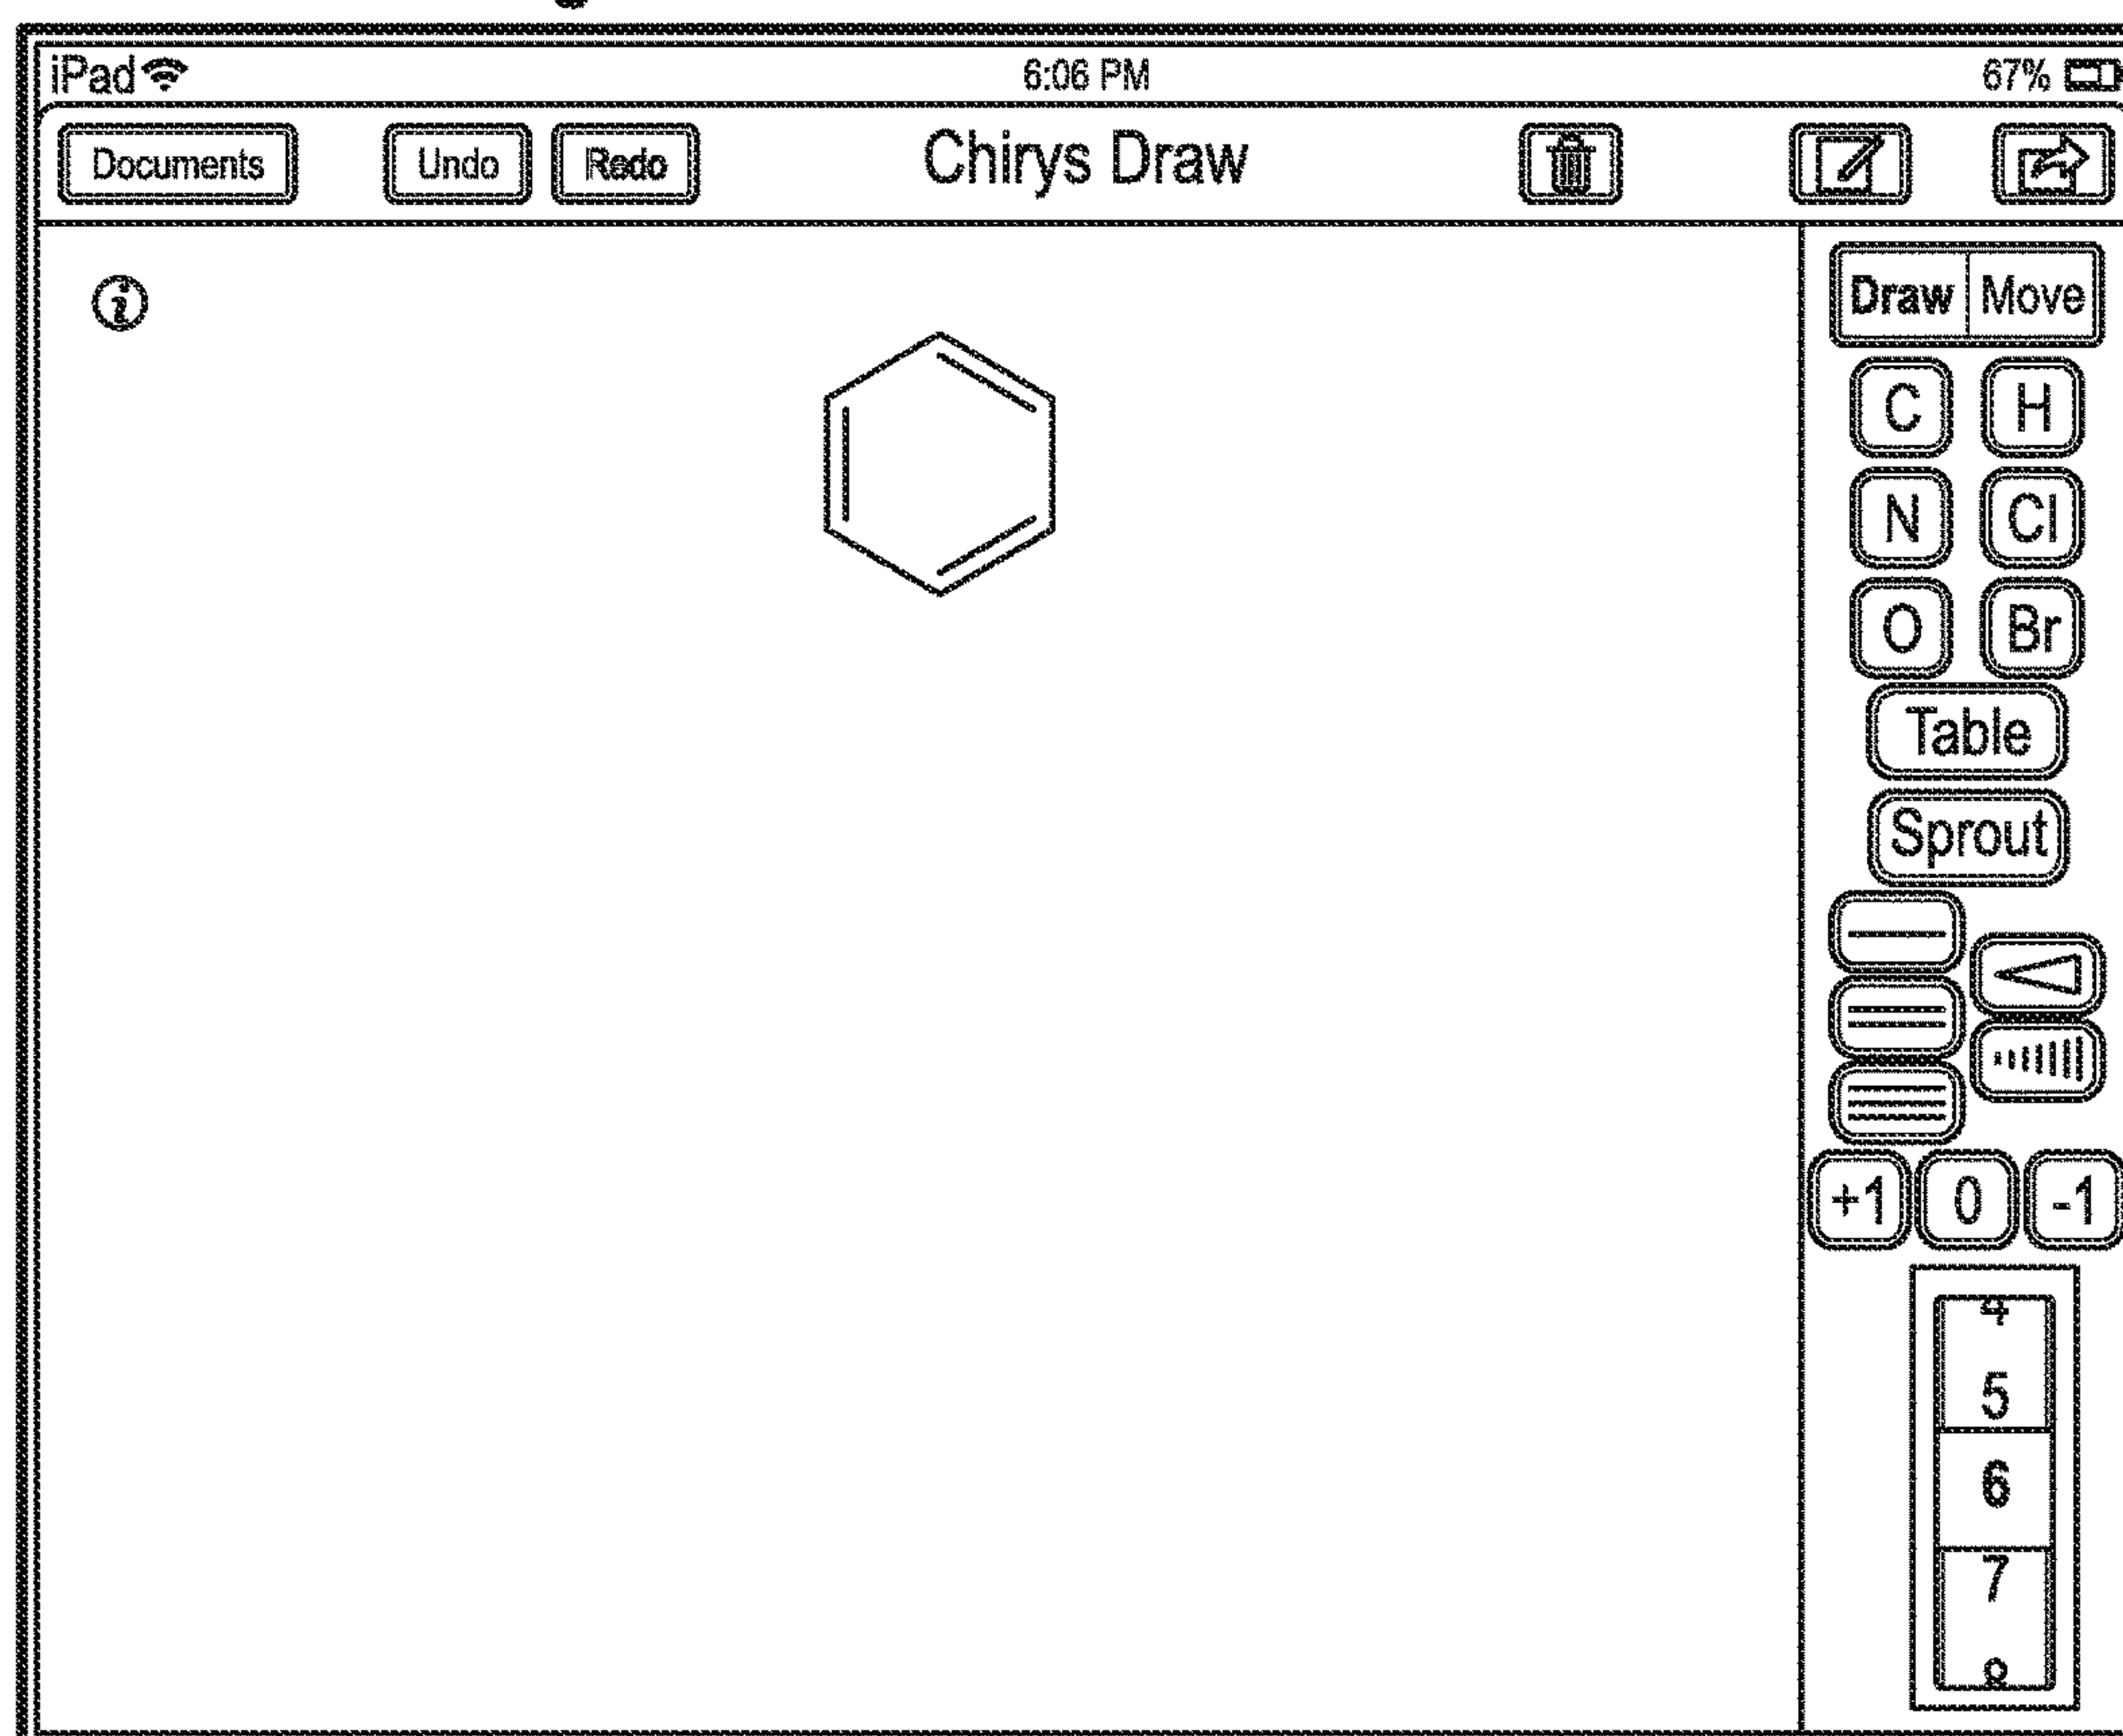 iPad 6:06 PM 67%
Documents Undo Redo Chirys Draw
i
Draw Move
C H
N Cl
O Br
Table
Sprout
+1 0 -1
4
5
6
7